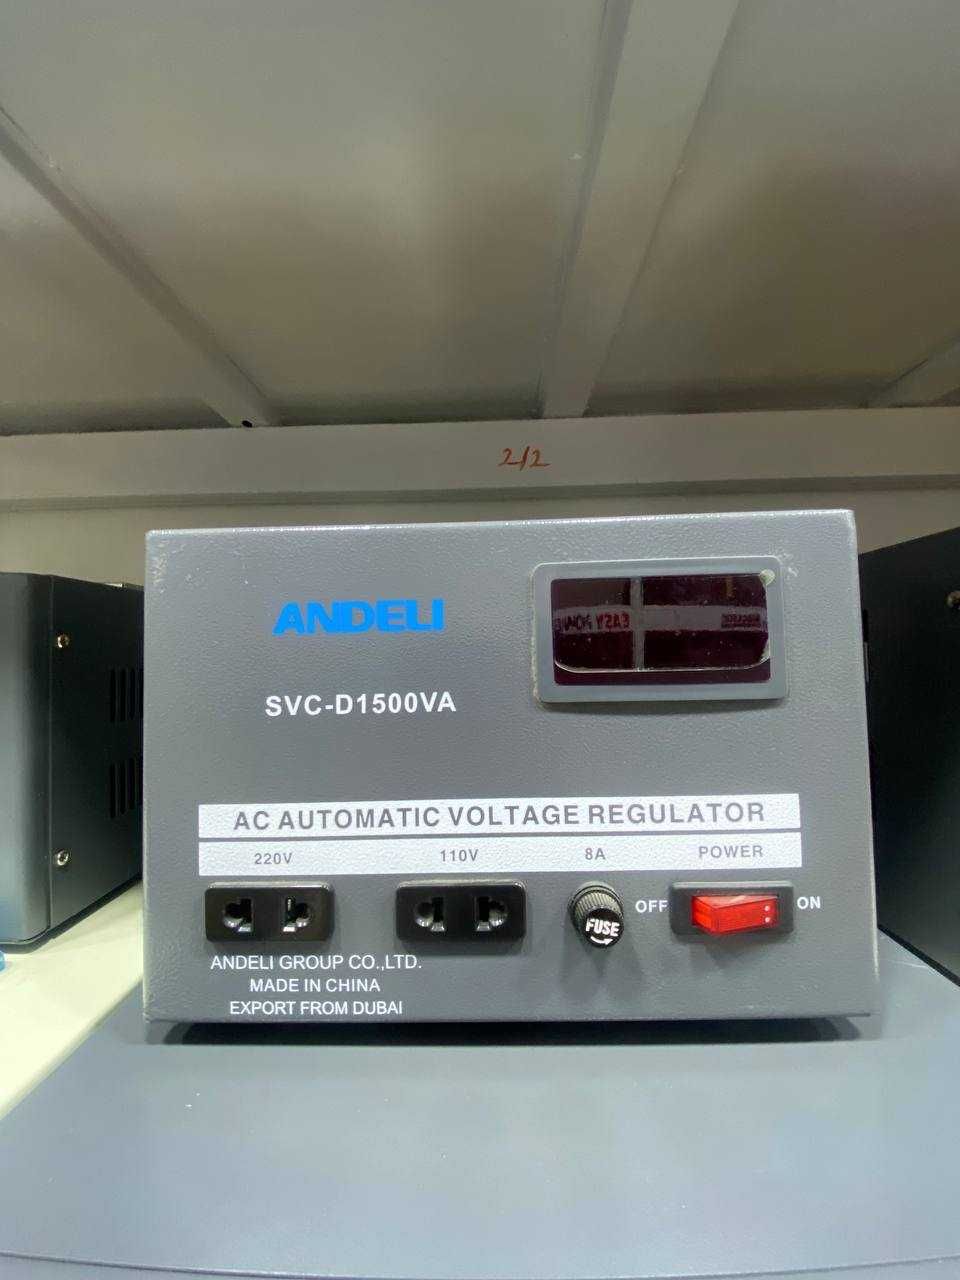 2/2
ANDELI
SVC-D1500VA
AC AUTOMATIC VOLTAGE REGULATOR
220V 110V 8A POWER
OFF ON
FUSE
ANDELI GROUP CO.,LTD.
MADE IN CHINA
EXPORT FROM DUBAI